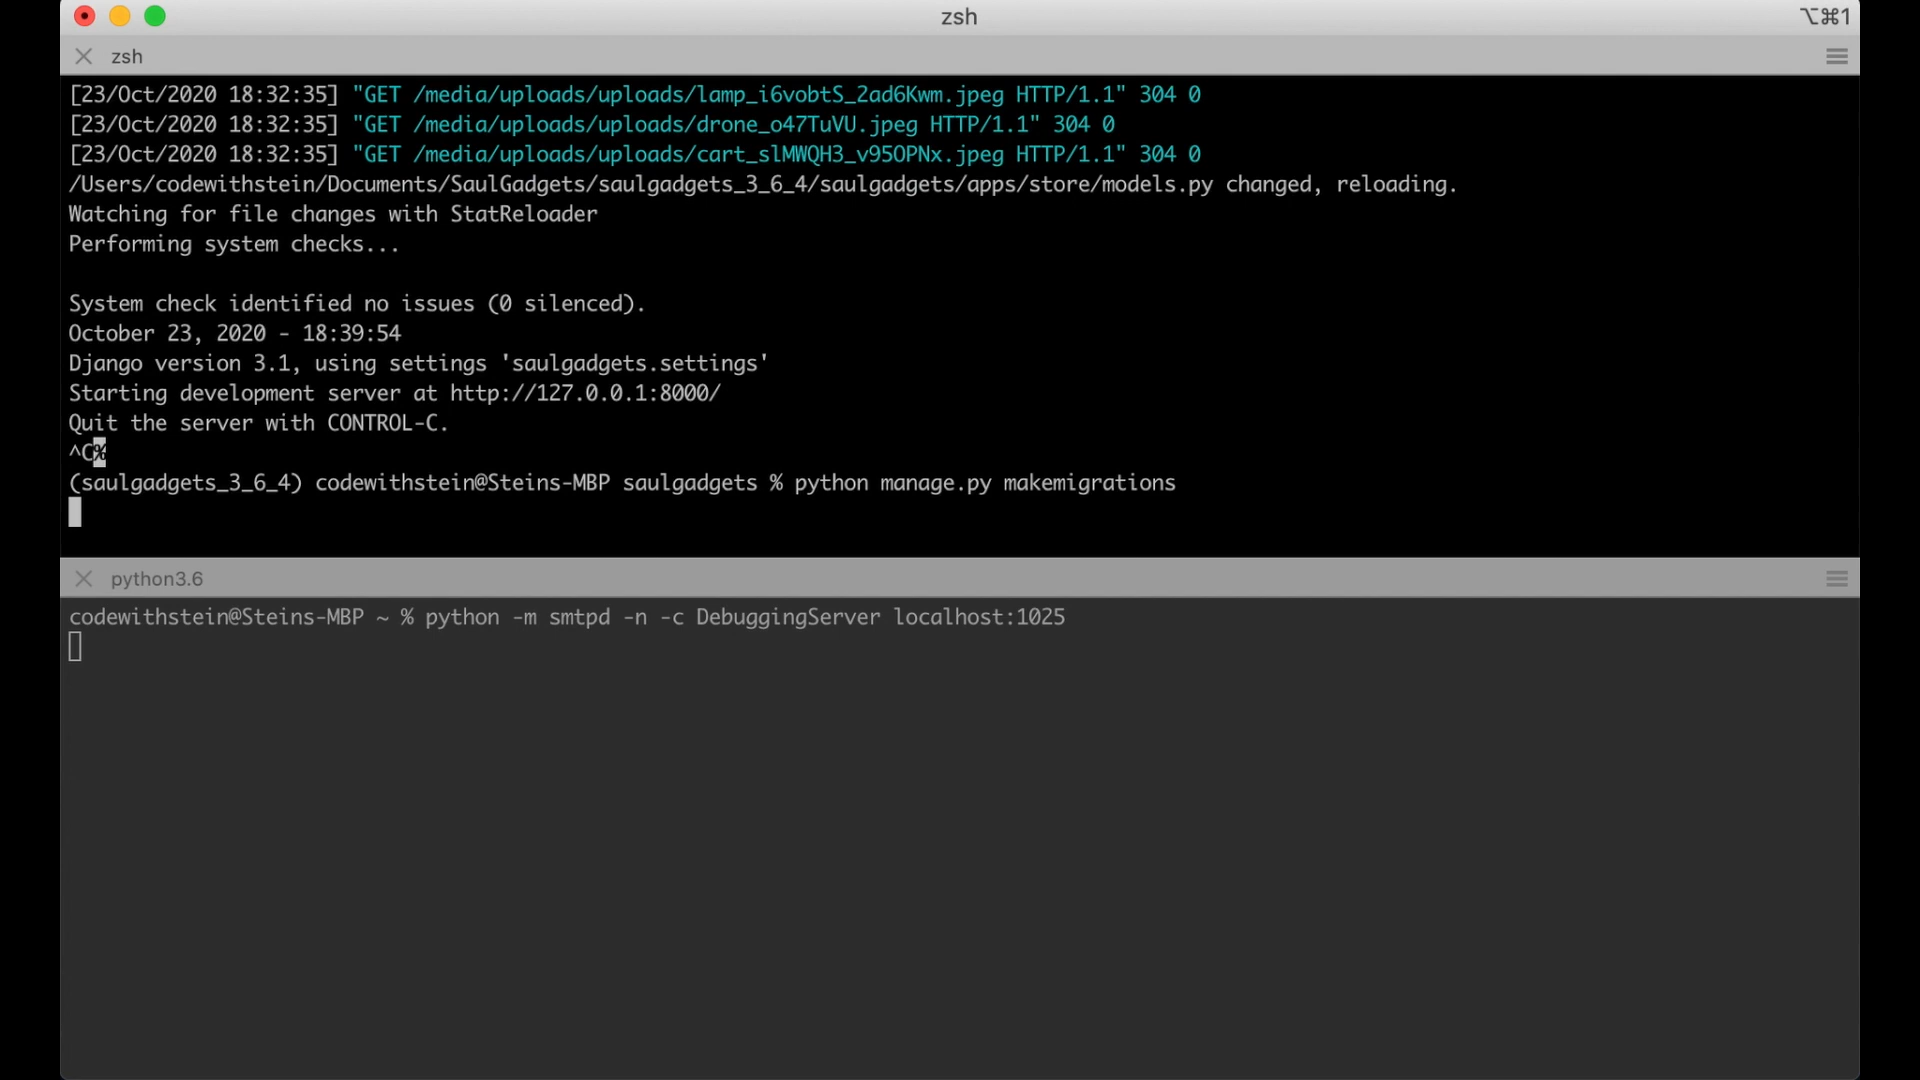 zsh
⌥⌘1
zsh
[23/Oct/2020 18:32:35] "GET /media/uploads/uploads/lamp_i6vobtS_2ad6Kwm.jpeg HTTP/1.1" 304 0
[23/Oct/2020 18:32:35] "GET /media/uploads/uploads/drone_o47TuVU.jpeg HTTP/1.1" 304 0
[23/Oct/2020 18:32:35] "GET /media/uploads/uploads/cart_slMWQH3_v95OPNx.jpeg HTTP/1.1" 304 0
/Users/codewithstein/Documents/SaulGadgets/saulgadgets_3_6_4/saulgadgets/apps/store/models.py changed, reloading.
Watching for file changes with StatReloader
Performing system checks...
System check identified no issues (0 silenced).
October 23, 2020 - 18:39:54
Django version 3.1, using settings 'saulgadgets.settings'
Starting development server at http://127.0.0.1:8000/
Quit the server with CONTROL-C.
^C%
(saulgadgets_3_6_4) codewithstein@Steins-MBP saulgadgets % python manage.py makemigrations
python3.6
codewithstein@Steins-MBP ~ % python -m smtpd -n -c DebuggingServer localhost:1025